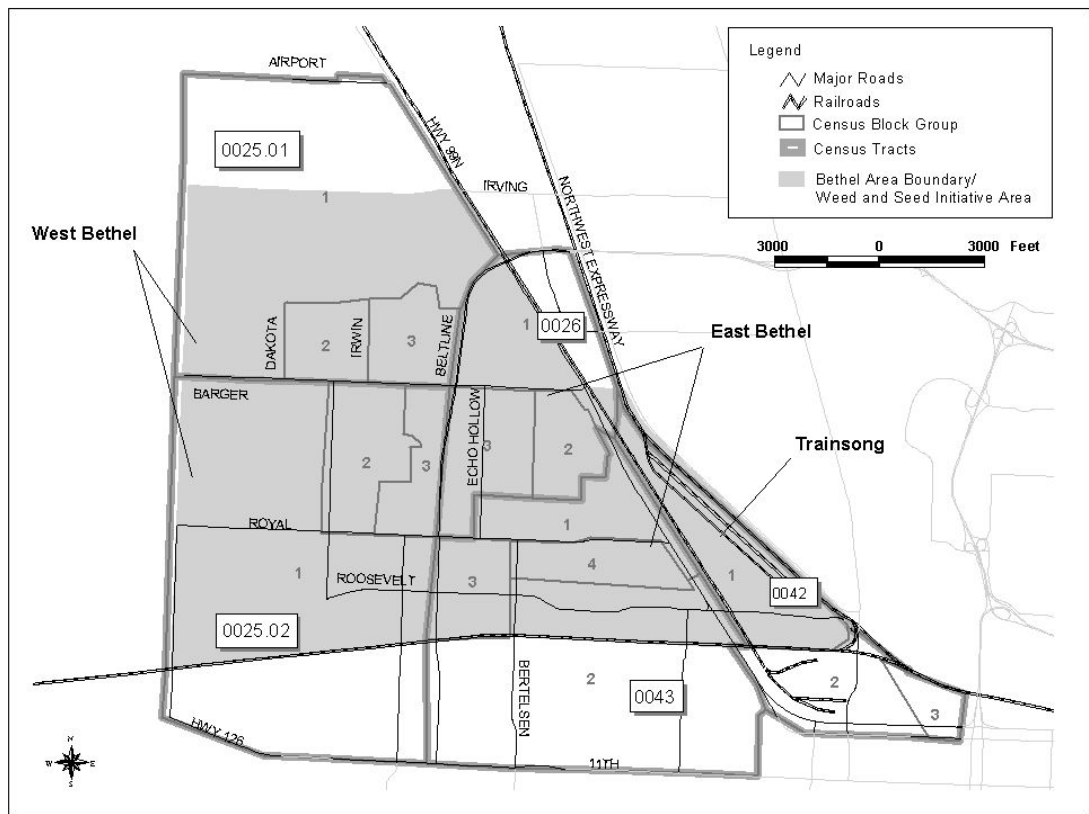 Legend
Major Roads
Railroads
Census Block Group
Census Tracts
Bethel Area Boundary/
Weed and Seed Initiative Area
3000 0 3000 Feet
AIRPORT
HWY 99N
0025.01
IRVING
NORTHWEST EXPRESSWAY
1
West Bethel
1
0026
East Bethel
DAKOTA
2
IRWIN
3
BELTLINE
BARGER
ECHO HOLLOW
2
3
3
2
Trainsong
ROYAL
1
4
1
ROOSEVELT
3
1
0042
0025.02
BERTELSEN
2
0043
2
3
HWY 126
11TH
N
W E
S